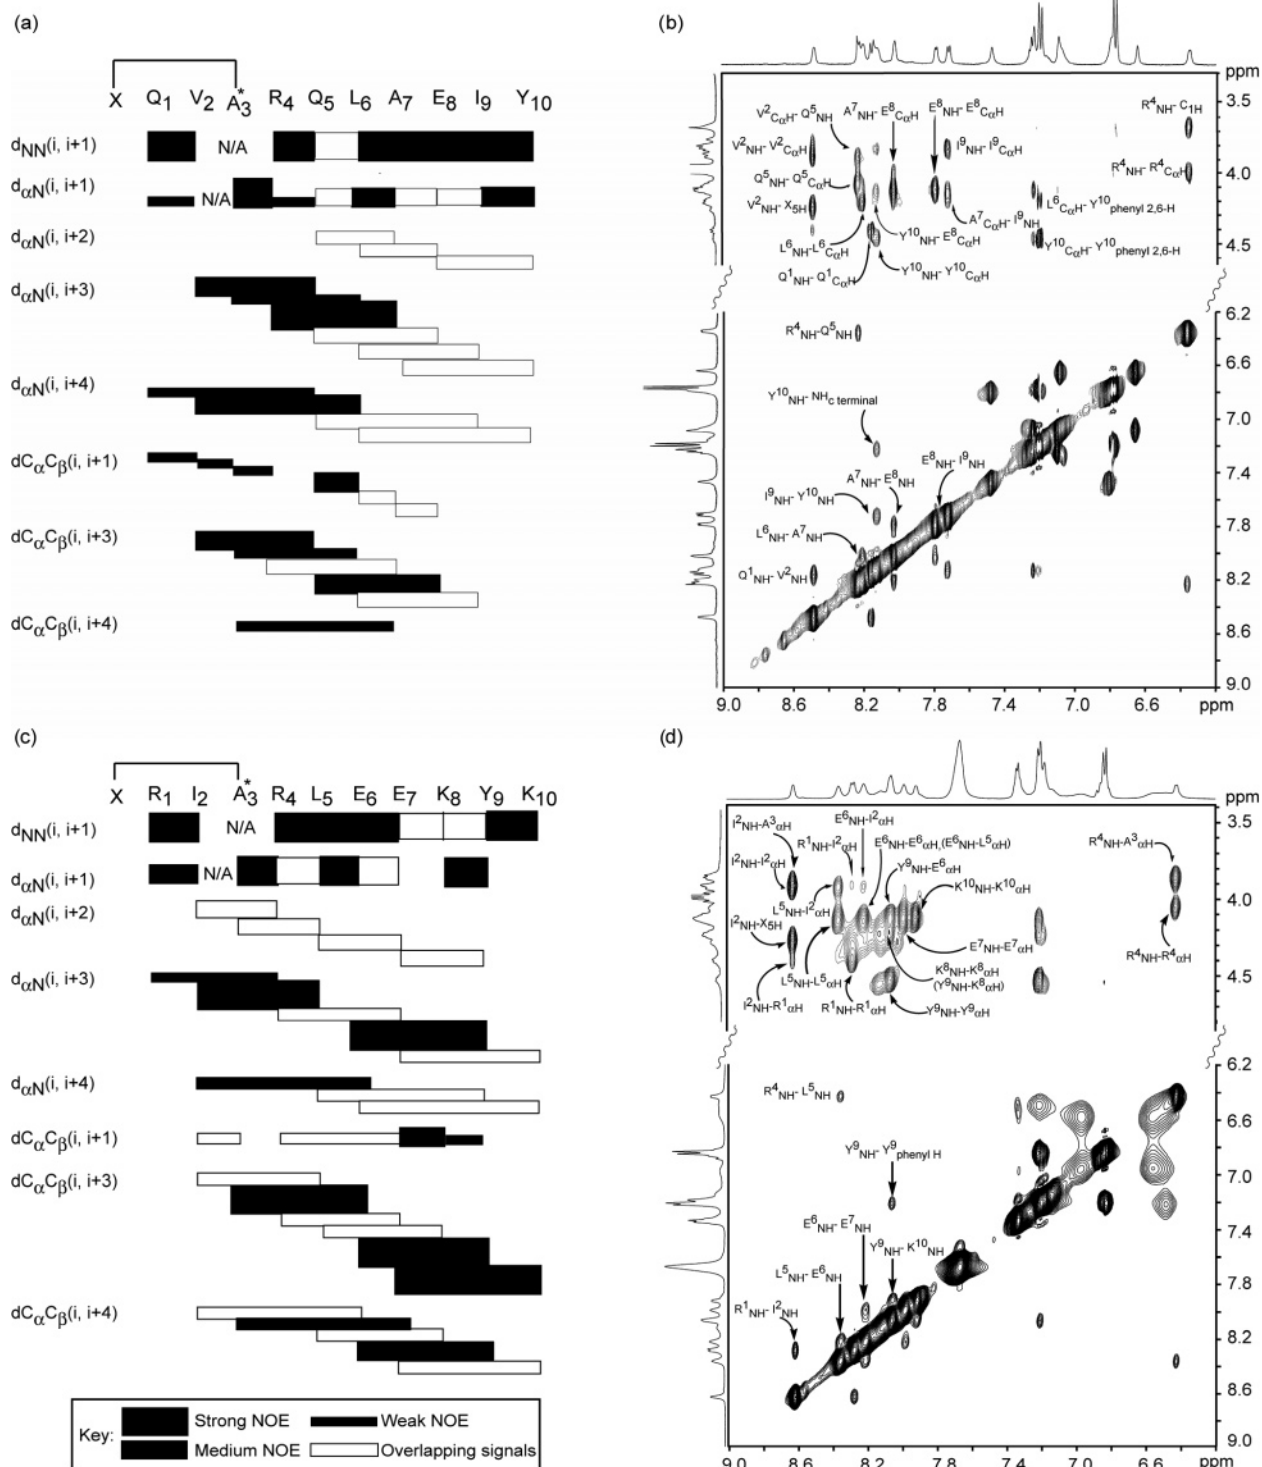 (a)
X Q1 V2 A3* R4 Q5 L6 A7 E8 I9 Y10
dNN(i, i+1)
N/A
dαN(i, i+1)
N/A
dαN(i, i+2)
dαN(i, i+3)
dαN(i, i+4)
dCαCβ(i, i+1)
dCαCβ(i, i+3)
dCαCβ(i, i+4)
(b)
ppm
3.5
4.0
4.5
6.2
6.6
7.0
7.4
7.8
8.2
8.6
9.0
V2CαH- Q5NH
A7NH- E8CαH
E8NH- E8CαH
R4NH- C1H
V2NH- V2CαH
I9NH- I9CαH
Q5NH- Q5CαH
R4NH- R4CαH
V2NH- X5H
L6CαH- Y10phenyl 2,6-H
A7CαH- I9NH
L6NH-L6CαH
Y10NH- E8CαH
Y10CαH- Y10phenyl 2,6-H
Q1NH- Q1CαH
Y10NH- Y10CαH
R4NH-Q5NH
Y10NH- NHc terminal
E8NH- I9NH
A7NH- E8NH
I9NH- Y10NH
L6NH- A7NH
Q1NH- V2NH
9.0 8.6 8.2 7.8 7.4 7.0 6.6 ppm
(c)
X R1 I2 A3* R4 L5 E6 E7 K8 Y9 K10
dNN(i, i+1)
N/A
dαN(i, i+1)
N/A
dαN(i, i+2)
dαN(i, i+3)
dαN(i, i+4)
dCαCβ(i, i+1)
dCαCβ(i, i+3)
dCαCβ(i, i+4)
Key:
Strong NOE
Weak NOE
Medium NOE
Overlapping signals
(d)
ppm
3.5
4.0
4.5
6.2
6.6
7.0
7.4
7.8
8.2
8.6
9.0
I2NH-A3αH
E6NH-I2αH
R1NH-I2αH
E6NH-E6αH,(E6NH-L5αH)
R4NH-A3αH
I2NH-I2αH
Y9NH-E6αH
K10NH-K10αH
L5NH-I2αH
I2NH-X5H
E7NH-E7αH
R4NH-R4αH
L5NH-L5αH
K8NH-K8αH
(Y9NH-K8αH)
I2NH-R1αH
R1NH-R1αH
Y9NH-Y9αH
R4NH- L5NH
Y9NH- Y9phenyl H
E6NH- E7NH
Y9NH- K10NH
L5NH- E6NH
R1NH- I2NH
9.0 8.6 8.2 7.8 7.4 7.0 6.6 ppm